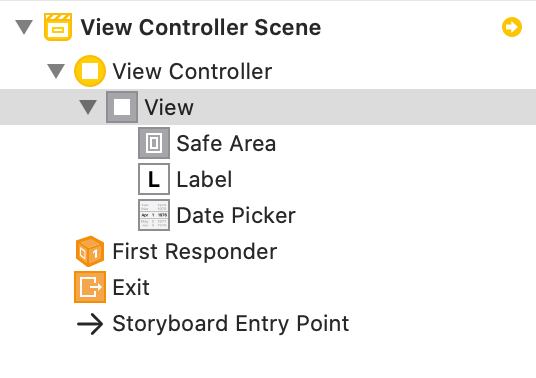 View Controller Scene
View Controller
View
Safe Area
L Label
Date Picker
First Responder
Exit
Storyboard Entry Point